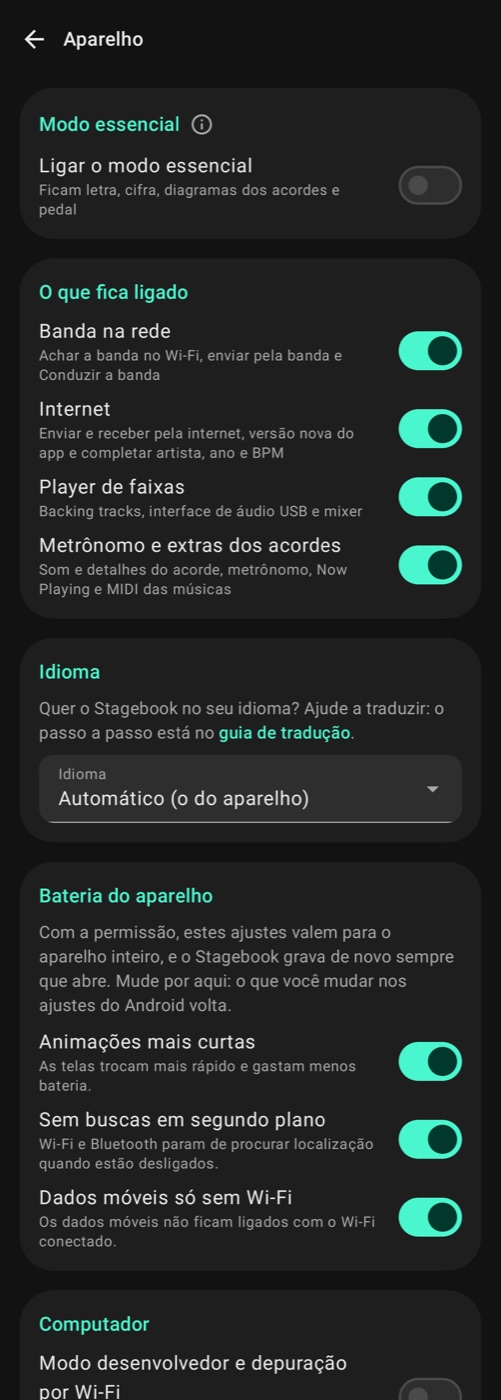 Aparelho
Modo essencial
Ligar o modo essencial
Ficam letra, cifra, diagramas dos acordes e
pedal
O que fica ligado
Banda na rede
Achar a banda no Wi-Fi, enviar pela banda e
Conduzir a banda
Internet
Enviar e receber pela internet, versão nova do
app e completar artista, ano e BPM
Player de faixas
Backing tracks, interface de áudio USB e mixer
Metrônomo e extras dos acordes
Som e detalhes do acorde, metrônomo, Now
Playing e MIDI das músicas
Idioma
Quer o Stagebook no seu idioma? Ajude a traduzir: o
passo a passo está no guia de tradução.
Idioma
Automático (o do aparelho)
Bateria do aparelho
Com a permissão, estes ajustes valem para o
aparelho inteiro, e o Stagebook grava de novo sempre
que abre. Mude por aqui: o que você mudar nos
ajustes do Android volta.
Animações mais curtas
As telas trocam mais rápido e gastam menos
bateria.
Sem buscas em segundo plano
Wi-Fi e Bluetooth param de procurar localização
quando estão desligados.
Dados móveis só sem Wi-Fi
Os dados móveis não ficam ligados com o Wi-Fi
conectado.
Computador
Modo desenvolvedor e depuração
por Wi-Fi